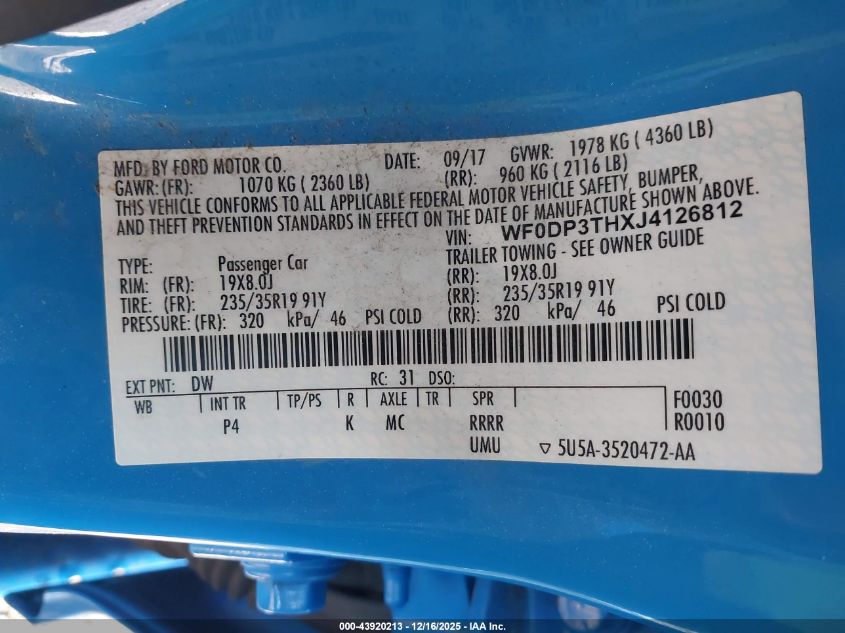 MFD. BY FORD MOTOR CO. DATE: 09/17 GVWR: 1978 KG ( 4360 LB)
GAWR: (FR): 1070 KG ( 2360 LB) (RR): 960 KG ( 2116 LB)
THIS VEHICLE CONFORMS TO ALL APPLICABLE FEDERAL MOTOR VEHICLE SAFETY, BUMPER,
AND THEFT PREVENTION STANDARDS IN EFFECT ON THE DATE OF MANUFACTURE SHOWN ABOVE.
VIN: WF0DP3THXJ4126812
TYPE: Passenger Car TRAILER TOWING - SEE OWNER GUIDE
RIM: (FR): 19X8.0J (RR): 19X8.0J
TIRE: (FR): 235/35R19 91Y (RR): 235/35R19 91Y
PRESSURE: (FR): 320 kPa/ 46 PSI COLD (RR): 320 kPa/ 46 PSI COLD
EXT PNT: DW RC: 31 DSO:
WB INT TR TP/PS R AXLE TR SPR F0030
P4 K MC RRRR R0010
UMU 5U5A-3520472-AA
000-43920213 - 12/16/2025 - IAA Inc.